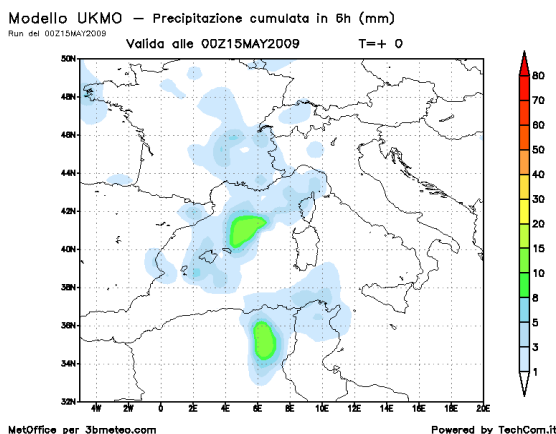 Modello UKMO – Precipitazione cumulata in 6h (mm)
Run del 00Z15MAY2009
Valida alle 00Z15MAY2009 T=+ 0
50N
48N
46N
44N
42N
40N
38N
36N
34N
32N
4W 2W 0 2E 4E 6E 8E 10E 12E 14E 16E 18E 20E
80
70
60
50
40
30
20
15
10
8
5
3
1
MetOffice per 3bmeteo.com Powered by TechCom.it